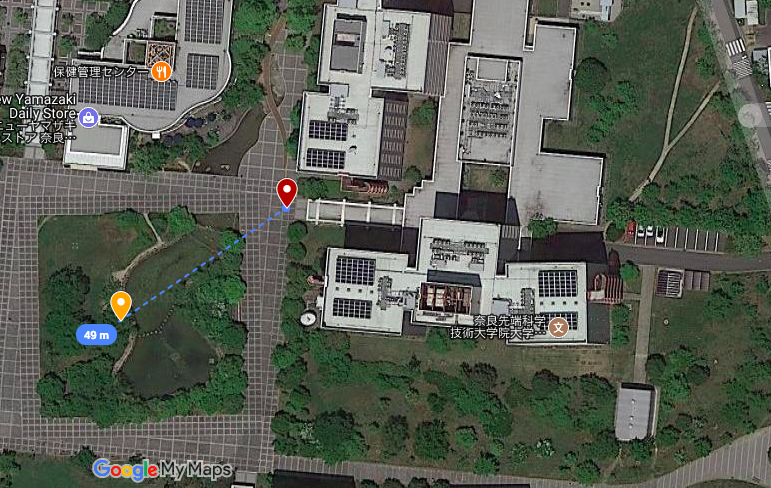 保健管理センター
ew Yamazaki
Daily Store
ニューヤマザキ
ストア 奈良
49 m
奈良先端科学
技術大学院大学
Google My Maps